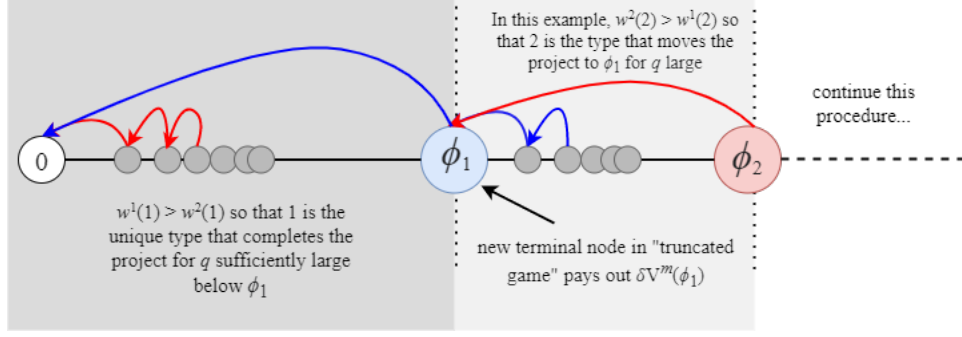 In this example, w²(2) > w¹(2) so
that 2 is the type that moves the
project to ϕ₁ for q large
continue this
procedure...
0
ϕ₁
ϕ₂
w¹(1) > w²(1) so that 1 is the
unique type that completes the
project for q sufficiently large
below ϕ₁
new terminal node in "truncated
game" pays out δVᵐ(ϕ₁)